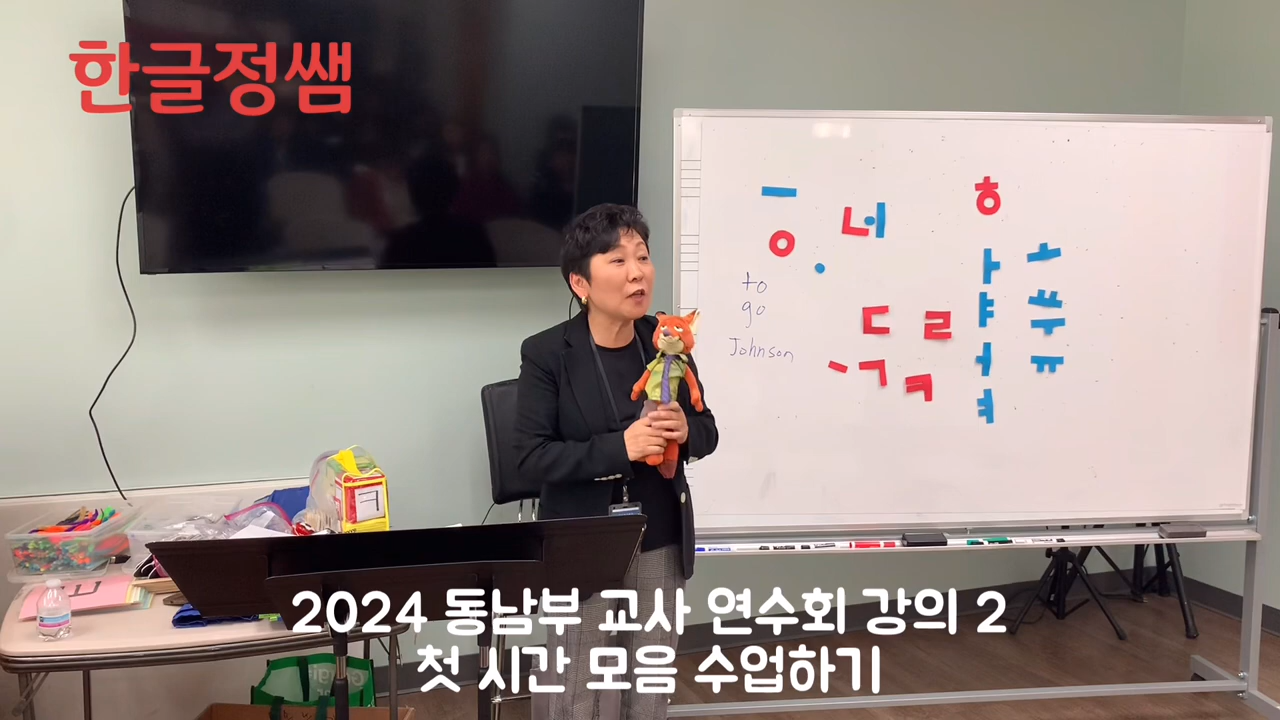 한글정쌤
ㅡ
ㅇ
네
ㅎ
ㅏ
ㅗ
to
ㅑ
ㅛ
go
ㄷ
ㄹ
ㅜ
Johnson
ㅓ
ㅠ
ㄱ
ㅋ
ㅕ
2024 동남부 교사 연수회 강의 2
첫 시간 모음 수업하기